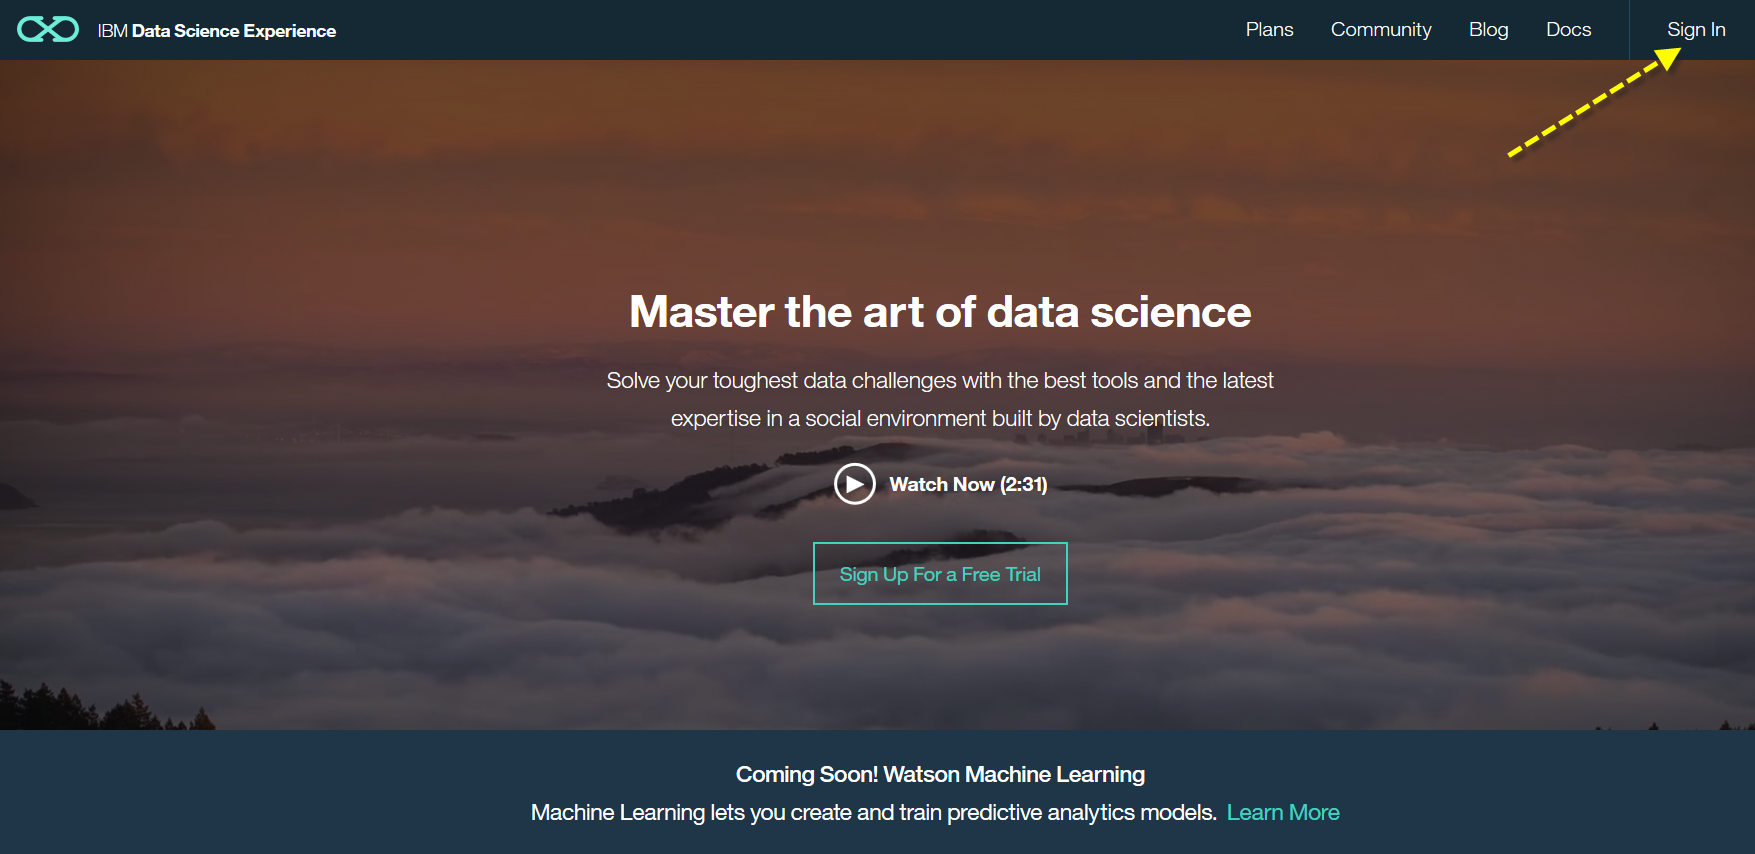 IBM Data Science Experience
Plans
Community
Blog
Docs
Sign In
Master the art of data science
Solve your toughest data challenges with the best tools and the latest
expertise in a social environment built by data scientists.
Watch Now (2:31)
Sign Up For a Free Trial
Coming Soon! Watson Machine Learning
Machine Learning lets you create and train predictive analytics models. Learn More